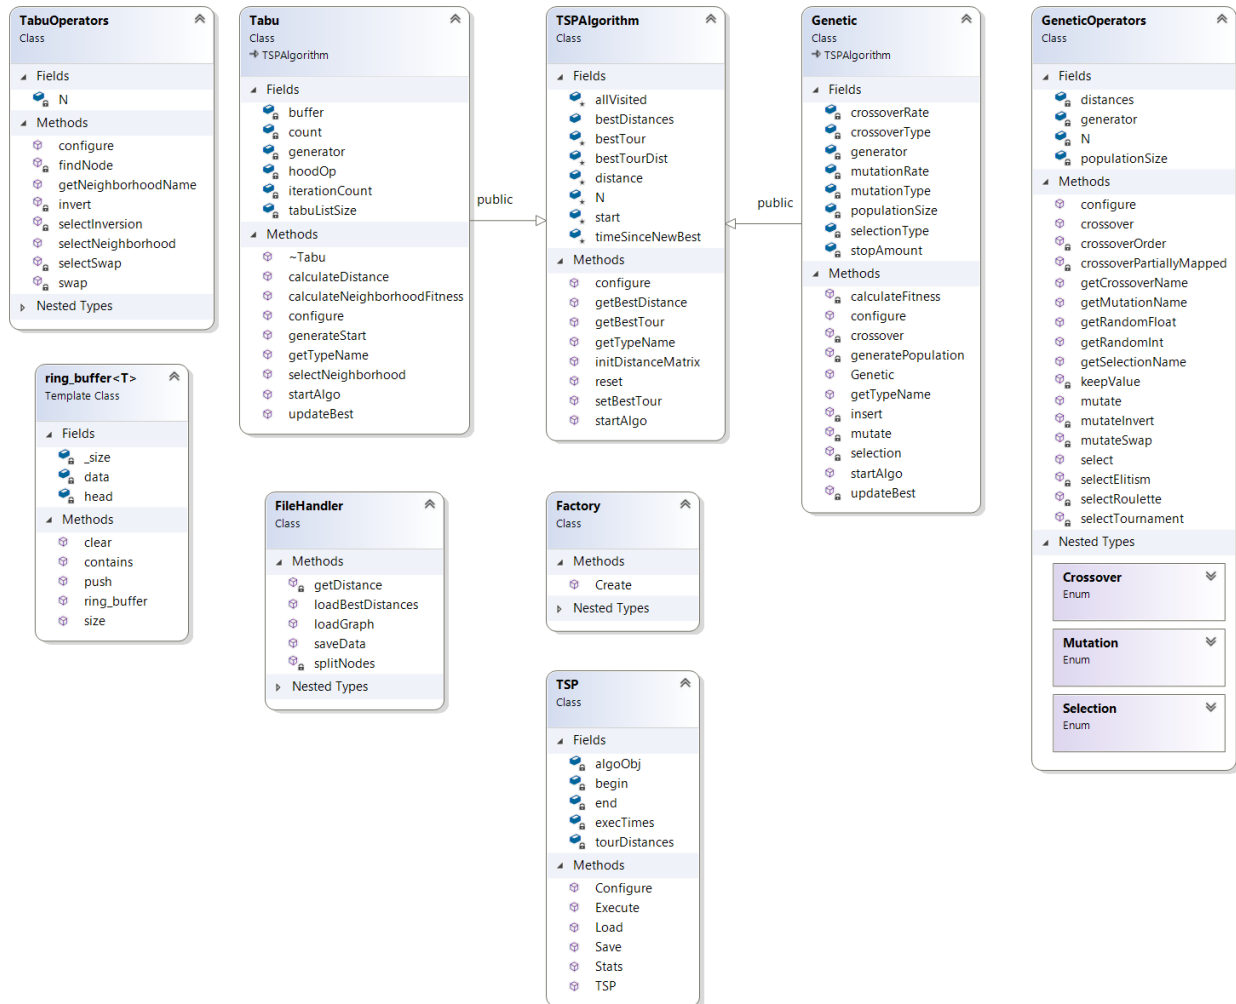 TabuOperators
Class
Fields
N
Methods
configure
findNode
getNeighborhoodName
invert
selectInversion
selectNeighborhood
selectSwap
swap
Nested Types
ring_buffer<T>
Template Class
Fields
_size
data
head
Methods
clear
contains
push
ring_buffer
size
Tabu
Class
TSPAlgorithm
Fields
buffer
count
generator
hoodOp
iterationCount
tabuListSize
Methods
~Tabu
calculateDistance
calculateNeighborhoodFitness
configure
generateStart
getTypeName
selectNeighborhood
startAlgo
updateBest
public
FileHandler
Class
Methods
getDistance
loadBestDistances
loadGraph
saveData
splitNodes
Nested Types
TSPAlgorithm
Class
Fields
allVisited
bestDistances
bestTour
bestTourDist
distance
N
start
timeSinceNewBest
Methods
configure
getBestDistance
getBestTour
getTypeName
initDistanceMatrix
reset
setBestTour
startAlgo
public
Factory
Class
Methods
Create
Nested Types
TSP
Class
Fields
algoObj
begin
end
execTimes
tourDistances
Methods
Configure
Execute
Load
Save
Stats
TSP
Genetic
Class
TSPAlgorithm
Fields
crossoverRate
crossoverType
generator
mutationRate
mutationType
populationSize
selectionType
stopAmount
Methods
calculateFitness
configure
crossover
generatePopulation
Genetic
getTypeName
insert
mutate
selection
startAlgo
updateBest
GeneticOperators
Class
Fields
distances
generator
N
populationSize
Methods
configure
crossover
crossoverOrder
crossoverPartiallyMapped
getCrossoverName
getMutationName
getRandomFloat
getRandomInt
getSelectionName
keepValue
mutate
mutateInvert
mutateSwap
select
selectElitism
selectRoulette
selectTournament
Nested Types
Crossover
Enum
Mutation
Enum
Selection
Enum